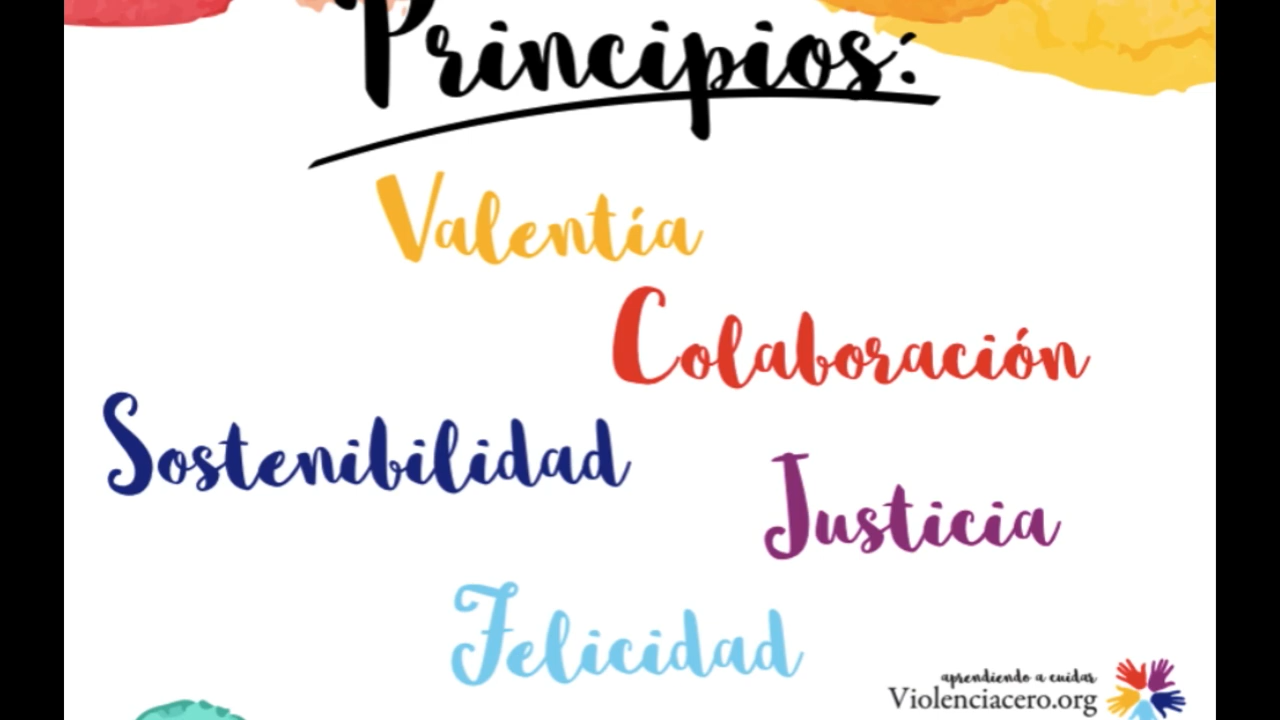 Principios:
Valentía
Colaboración
Sostenibilidad
Justicia
Felicidad
aprendiendo a cuidar
Violenciacero.org